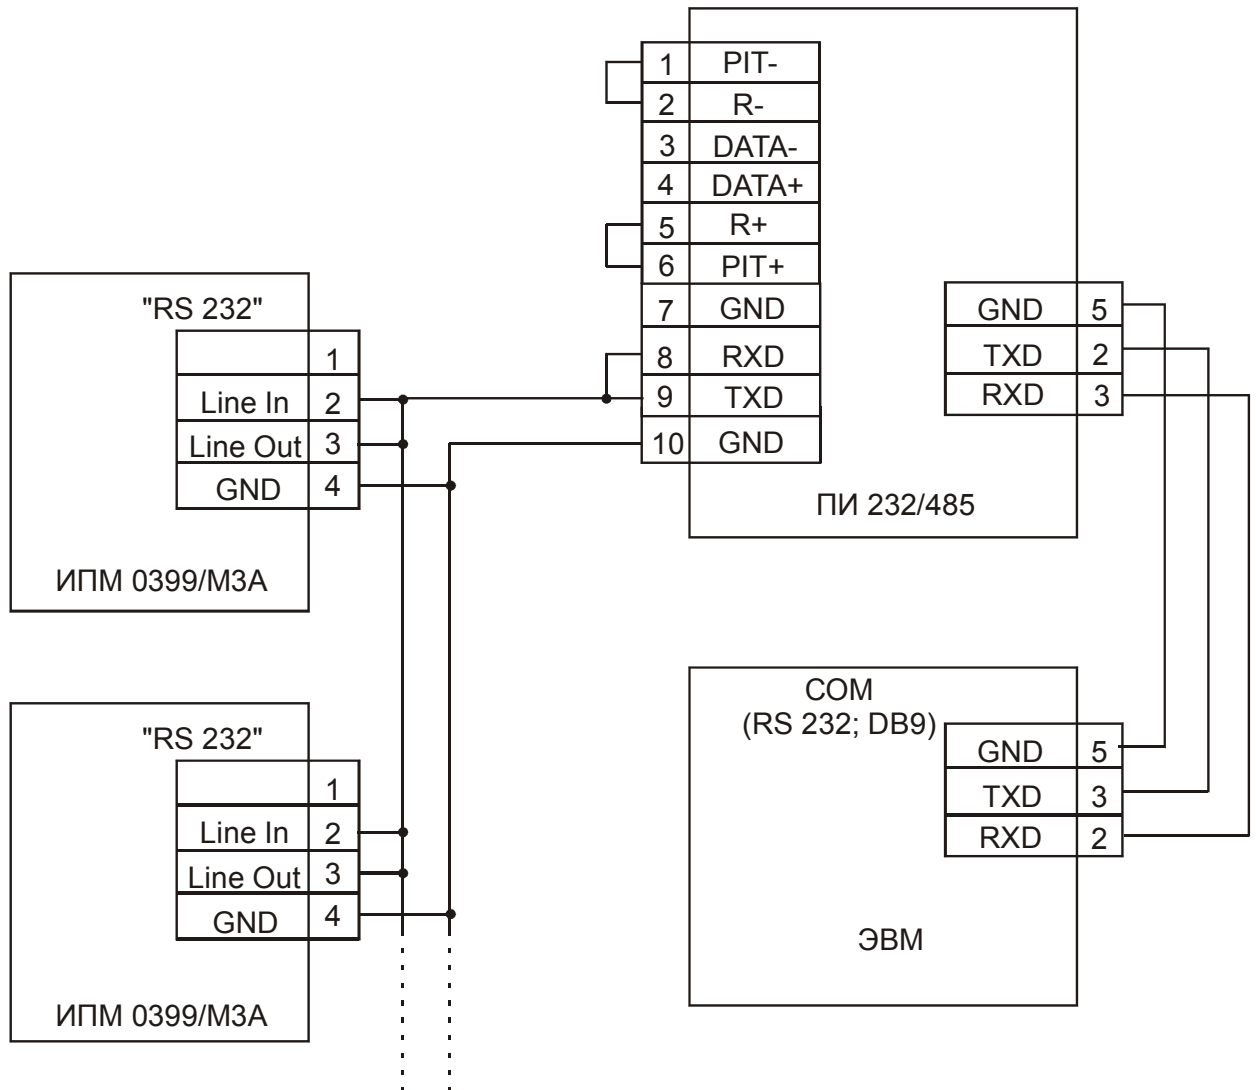 1 PIT-
2 R-
3 DATA-
4 DATA+
5 R+
6 PIT+
7 GND
8 RXD
9 TXD
10 GND
GND 5
TXD 2
RXD 3
ПИ 232/485
"RS 232"
1
Line In 2
Line Out 3
GND 4
ИПМ 0399/М3А
"RS 232"
1
Line In 2
Line Out 3
GND 4
ИПМ 0399/М3А
COM
(RS 232; DB9)
GND 5
TXD 3
RXD 2
ЭВМ